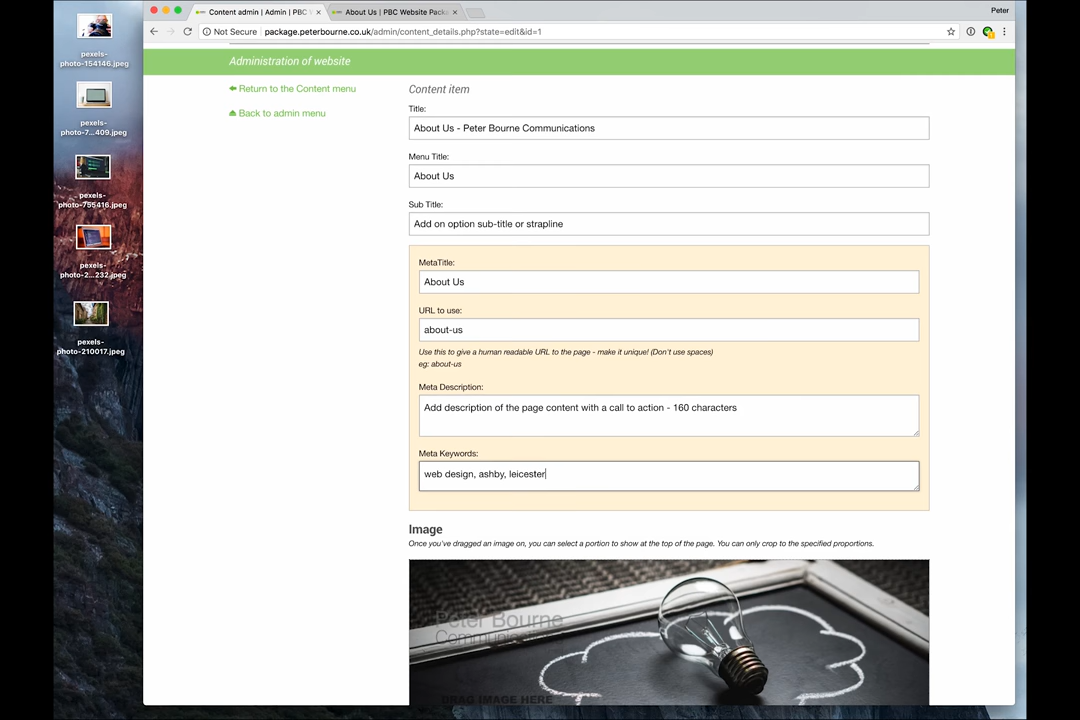 Content admin | Admin | PBC W
About Us | PBC Website Pack
Peter
Not Secure
package.peterbourne.co.uk/admin/content_details.php?state=edit&id=1
Administration of website
Return to the Content menu
Back to admin menu
Content item
Title:
About Us - Peter Bourne Communications
Menu Title:
About Us
Sub Title:
Add on option sub-title or strapline
MetaTitle:
About Us
URL to use:
about-us
Use this to give a human readable URL to the page - make it unique! (Don't use spaces)
eg: about-us
Meta Description:
Add description of the page content with a call to action - 160 characters
Meta Keywords:
web design, ashby, leicester
Image
Once you've dragged an image on, you can select a portion to show at the top of the page. You can only crop to the specified proportions.
Peter Bourne
Communications
DRAG IMAGE HERE
pexels-
photo-154146.jpeg
pexels-
photo-7...409.jpeg
pexels-
photo-755416.jpeg
pexels-
photo-2...232.jpeg
pexels-
photo-210017.jpeg